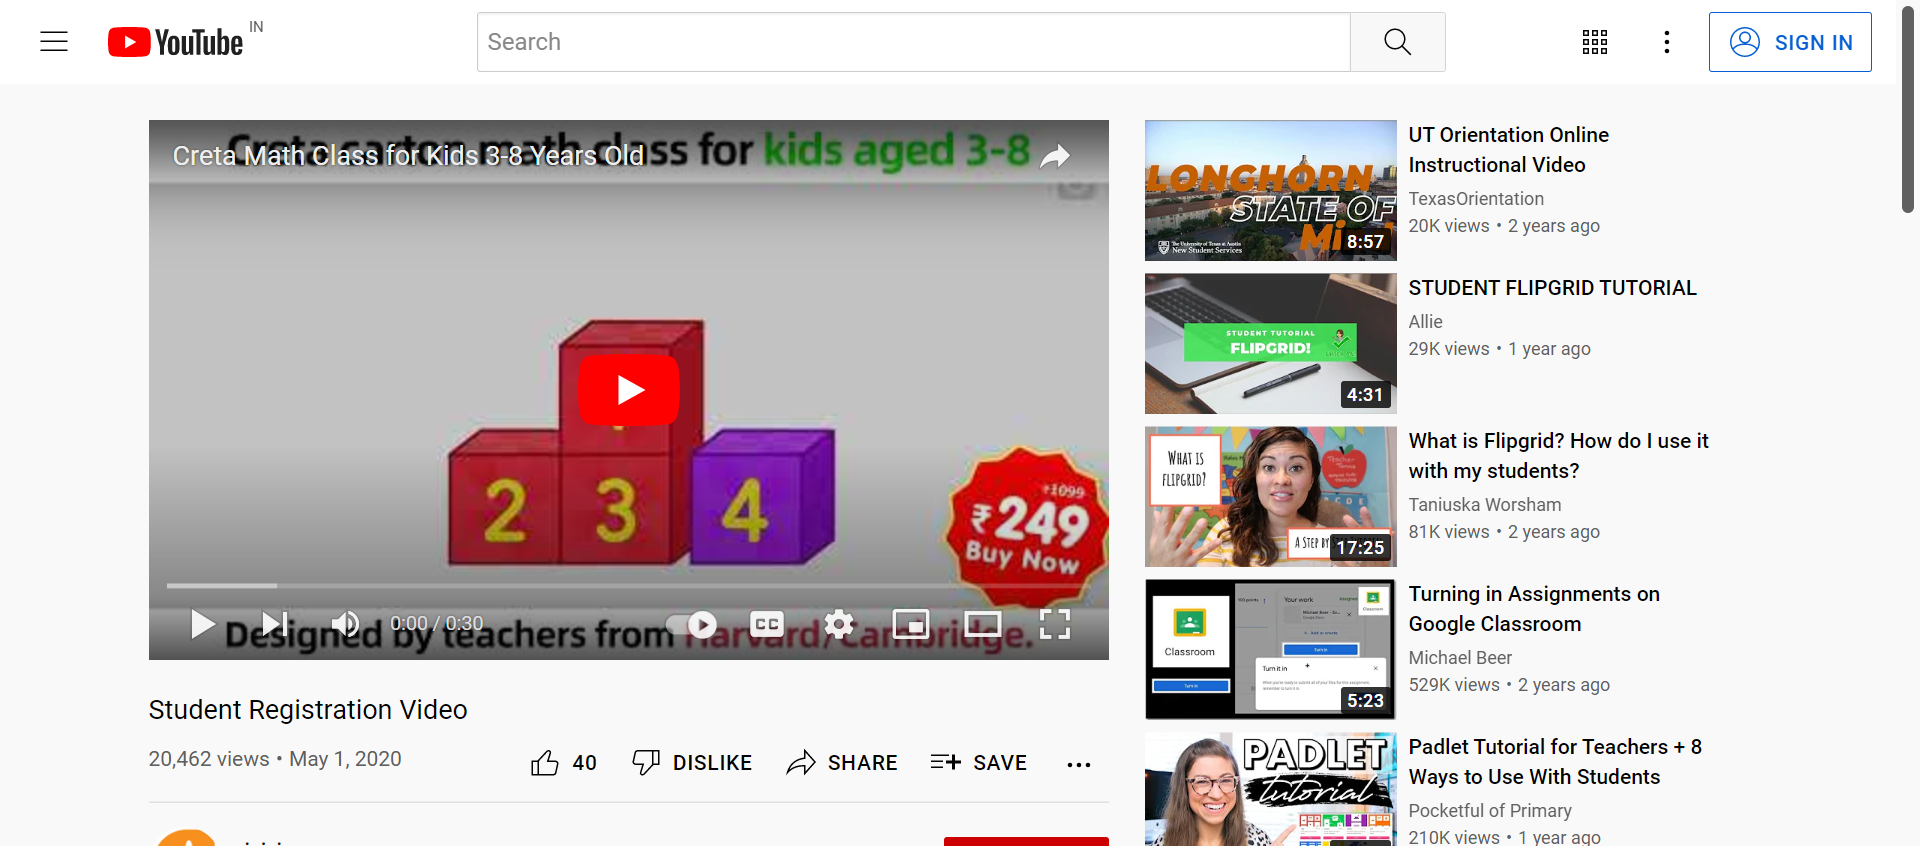 YouTube IN
Search
SIGN IN
Creta Math Class for Kids 3-8 Years Old
Creta carton math class for kids aged 3-8
2 3 4
₹1099
₹249
Buy Now
0:00 / 0:30
CC
Designed by teachers from Harvard/Cambridge.
Student Registration Video
20,462 views • May 1, 2020
40
DISLIKE
SHARE
SAVE
LONGHORN
STATE OF
The University of Texas at Austin
New Student Services
8:57
UT Orientation Online
Instructional Video
TexasOrientation
20K views • 2 years ago
STUDENT TUTORIAL
FLIPGRID!
4:31
STUDENT FLIPGRID TUTORIAL
Allie
29K views • 1 year ago
WHAT IS
FLIPGRID?
TEACHER
A STEP BY
17:25
What is Flipgrid? How do I use it
with my students?
Taniuska Worsham
81K views • 2 years ago
Classroom
Turn in
Your work
Turn in
Turn it in
5:23
Turning in Assignments on
Google Classroom
Michael Beer
529K views • 2 years ago
PADLET
tutorial
Padlet Tutorial for Teachers + 8
Ways to Use With Students
Pocketful of Primary
210K views • 1 year ago